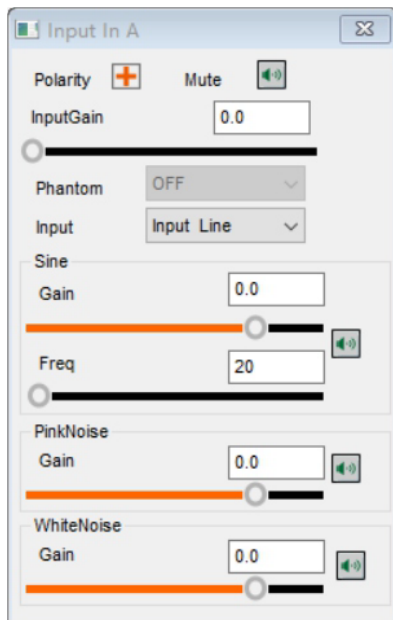 Input In A
Polarity Mute
InputGain 0.0
Phantom OFF
Input Input Line
Sine
Gain 0.0
Freq 20
PinkNoise
Gain 0.0
WhiteNoise
Gain 0.0